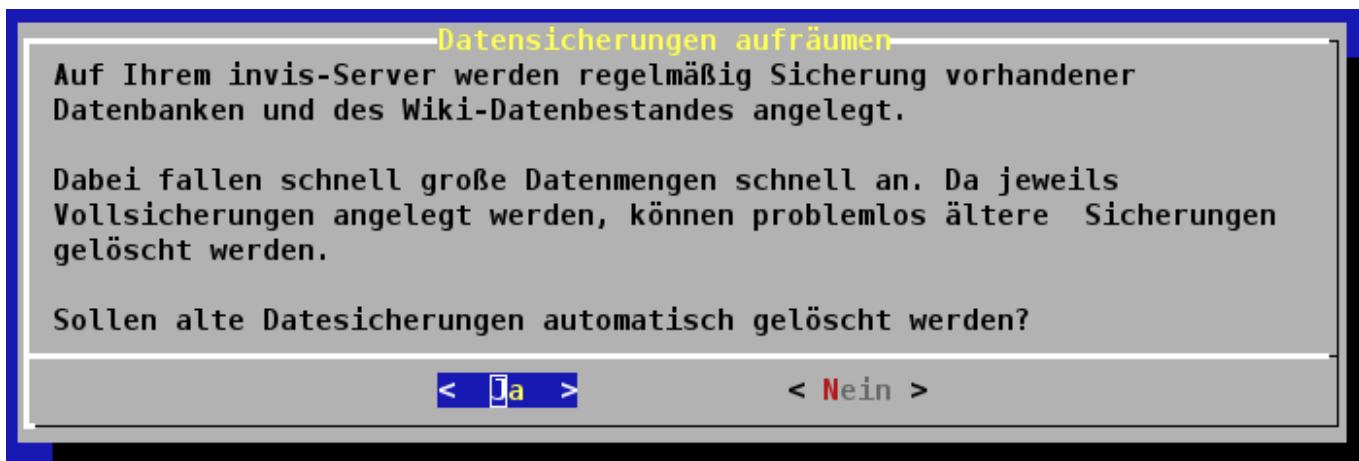 Datensicherungen aufräumen
Auf Ihrem invis-Server werden regelmäßig Sicherung vorhandener
Datenbanken und des Wiki-Datenbestandes angelegt.
Dabei fallen schnell große Datenmengen schnell an. Da jeweils
Vollsicherungen angelegt werden, können problemlos ältere  Sicherungen
gelöscht werden.
Sollen alte Datesicherungen automatisch gelöscht werden?
<  Ja  > < Nein >